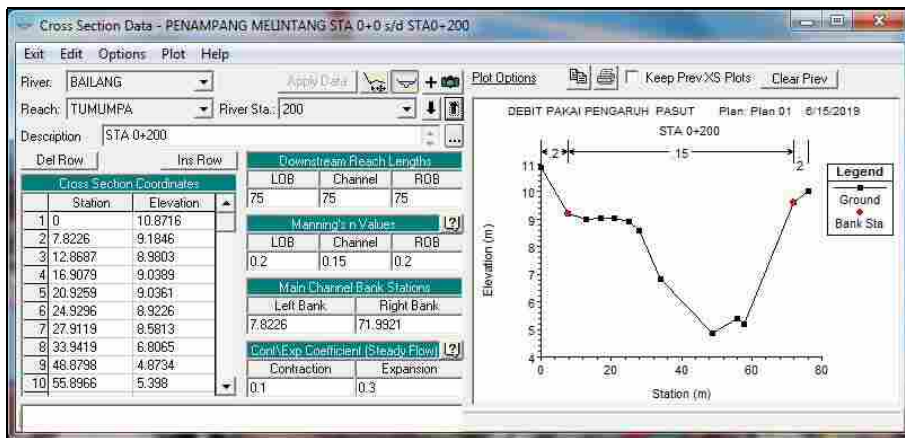 Cross Section Data - PENAMPANG MELINTANG STA 0+0 s/d STA0+200
Exit Edit Options Plot Help
River: BAILANG Apply Data
Reach: TUMUMPA River Sta.: 200
Description STA 0+200 ...
Del Row Ins Row
Cross Section Coordinates
Station Elevation
1 0 10.8716
2 7.8226 9.1846
3 12.8687 8.9803
4 16.9079 9.0389
5 20.9259 9.0361
6 24.9296 8.9226
7 27.9119 8.5813
8 33.9419 6.8065
9 48.8798 4.8734
10 55.8966 5.398
Downstream Reach Lengths
LOB Channel ROB
75 75 75
Manning's n Values ?
LOB Channel ROB
0.2 0.15 0.2
Main Channel Bank Stations
Left Bank Right Bank
7.8226 71.9921
Cont\Exp Coefficient (Steady Flow) ?
Contraction Expansion
0.1 0.3
Plot Options Keep Prev XS Plots Clear Prev
DEBIT PAKAI PENGARUH PASUT Plan: Plan 01 6/15/2019
STA 0+200
.2 .15 .2
11
10
9
8
7
6
5
4
Elevation (m)
0 20 40 60 80
Station (m)
Legend
Ground
Bank Sta